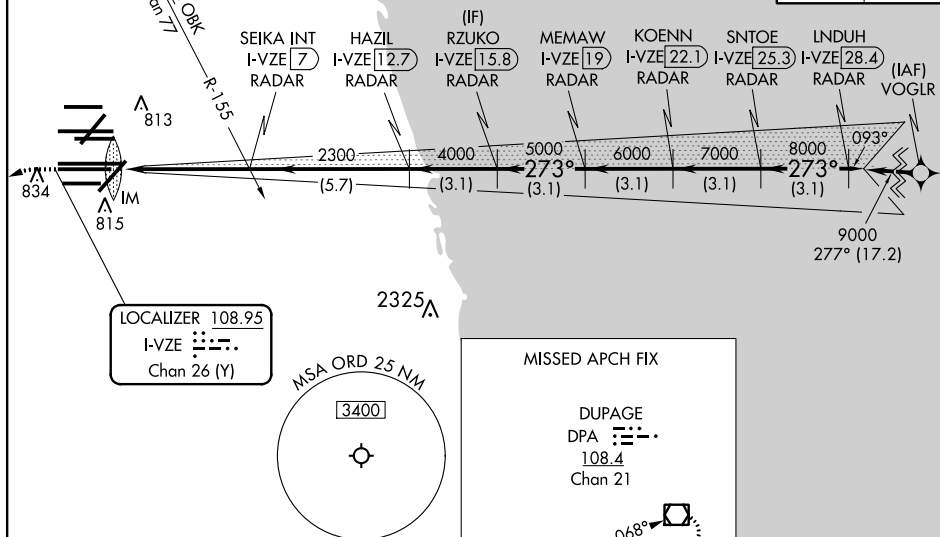 OBK
77
R-155
SEIKA INT
I-VZE 7
RADAR
HAZIL
I-VZE 12.7
RADAR
(IF)
RZUKO
I-VZE 15.8
RADAR
MEMAW
I-VZE 19
RADAR
KOENN
I-VZE 22.1
RADAR
SNTOE
I-VZE 25.3
RADAR
LNDUH
I-VZE 28.4
RADAR
(IAF)
VOGLR
813
834
815
IM
2300
4000
5000
6000
7000
8000
093°
273°
273°
(5.7)
(3.1)
(3.1)
(3.1)
(3.1)
(3.1)
9000
277° (17.2)
LOCALIZER 108.95
I-VZE
Chan 26 (Y)
2325
MSA ORD 25 NM
3400
MISSED APCH FIX
DUPAGE
DPA
108.4
Chan 21
068°